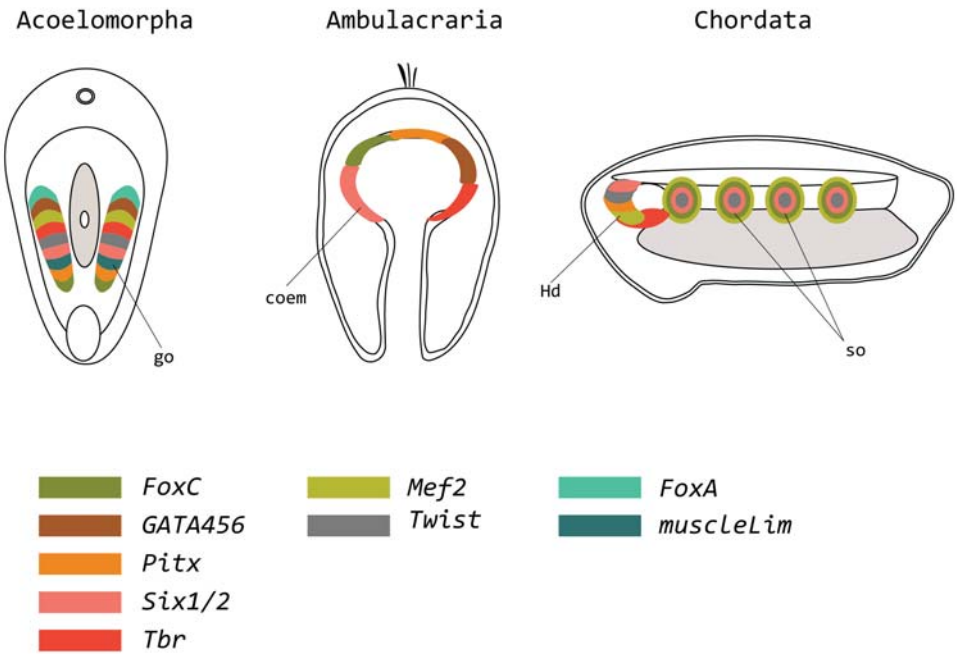 Acoelomorpha Ambulacraria Chordata
coem
Hd
go
so
FoxC Mef2 FoxA
GATA456 Twist muscleLim
Pitx
Six1/2
Tbr